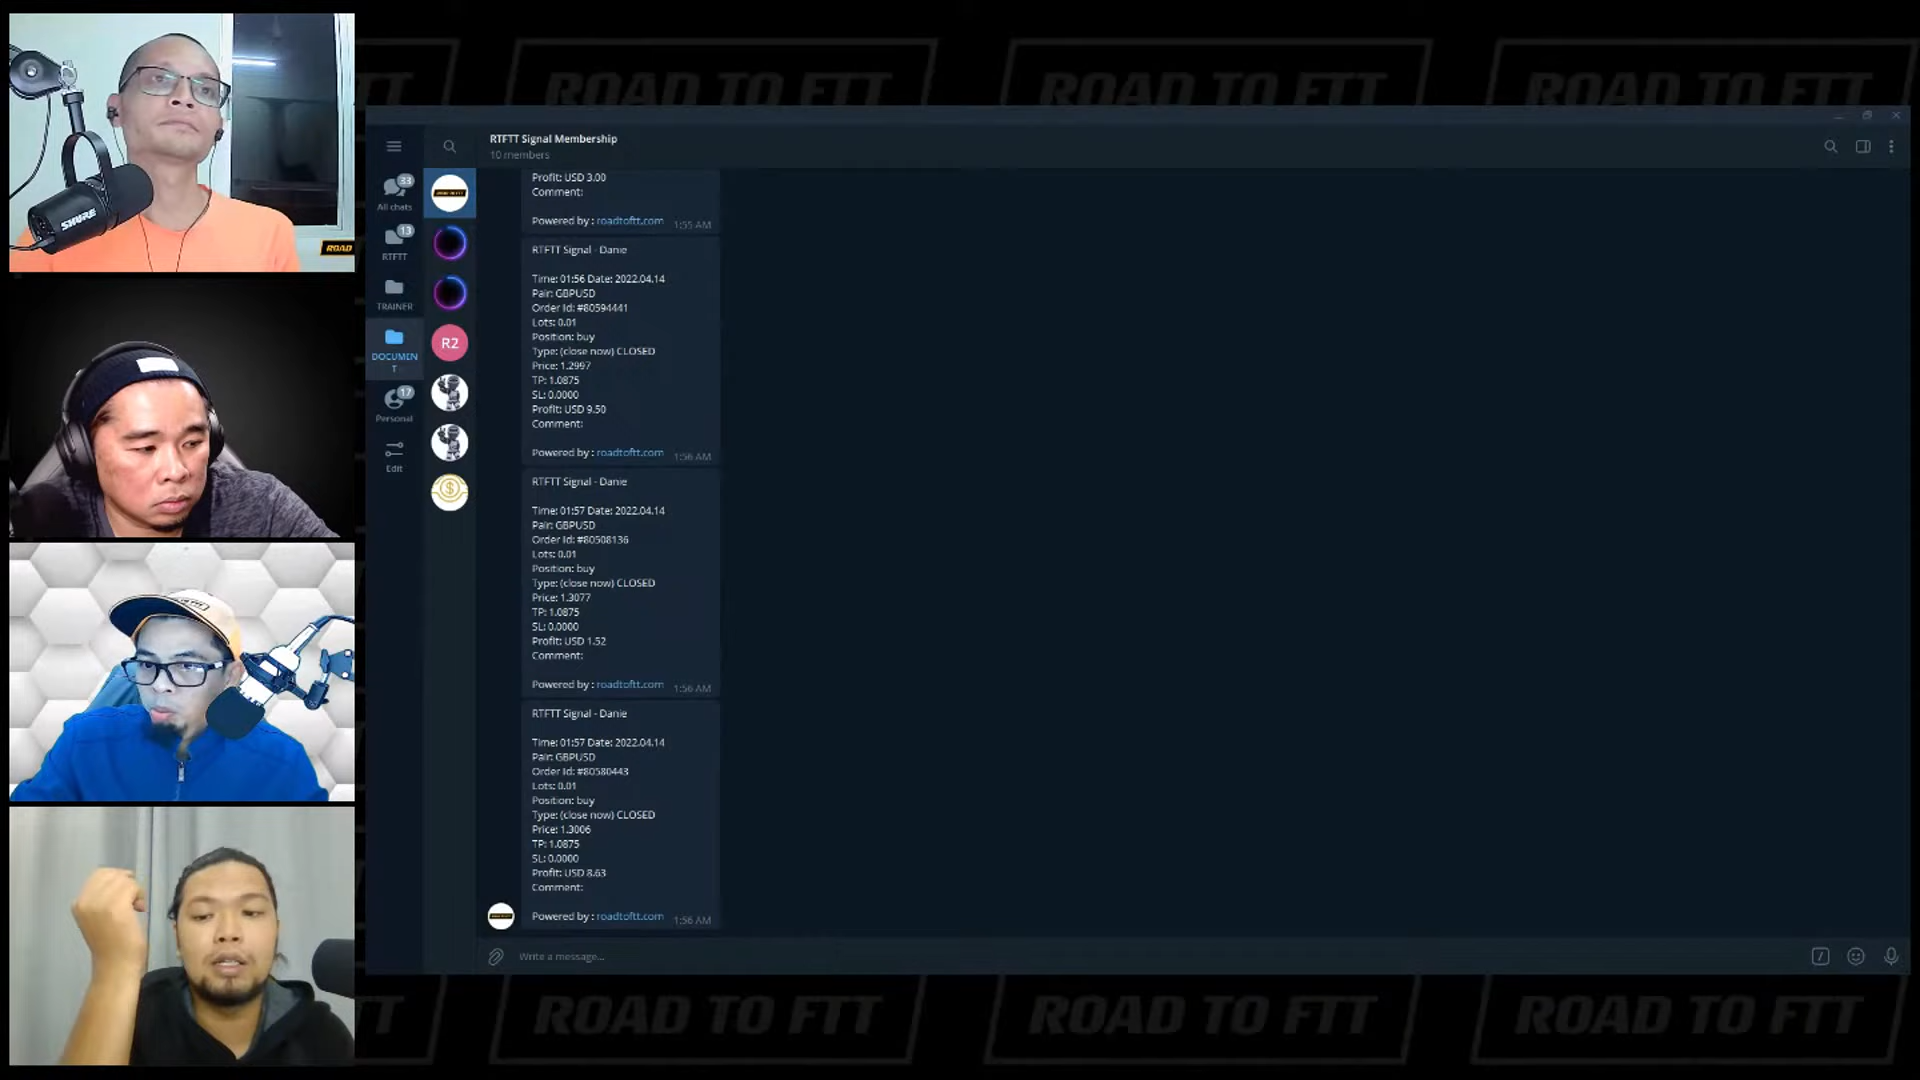 ROAD TO FTT
ROAD TO FTT
ROAD TO FTT
SHURE
ROAD
RTFTT Signal Membership
10 members
33
All chats
13
RTFTT
TRAINER
DOCUMEN
T
17
Personal
Edit
R2
Profit: USD 3.00
Comment:
Powered by : roadtoftt.com 1:55 AM
RTFTT Signal - Danie
Time: 01:56 Date: 2022.04.14
Pair: GBPUSD
Order Id: #80594441
Lots: 0.01
Position: buy
Type: (close now) CLOSED
Price: 1.2997
TP: 1.0875
SL: 0.0000
Profit: USD 9.50
Comment:
Powered by : roadtoftt.com 1:56 AM
RTFTT Signal - Danie
Time: 01:57 Date: 2022.04.14
Pair: GBPUSD
Order Id: #80508136
Lots: 0.01
Position: buy
Type: (close now) CLOSED
Price: 1.3077
TP: 1.0875
SL: 0.0000
Profit: USD 1.52
Comment:
Powered by : roadtoftt.com 1:56 AM
RTFTT Signal - Danie
Time: 01:57 Date: 2022.04.14
Pair: GBPUSD
Order Id: #80580443
Lots: 0.01
Position: buy
Type: (close now) CLOSED
Price: 1.3006
TP: 1.0875
SL: 0.0000
Profit: USD 8.63
Comment:
Powered by : roadtoftt.com 1:56 AM
Write a message...
ROAD TO FTT
ROAD TO FTT
ROAD TO FTT